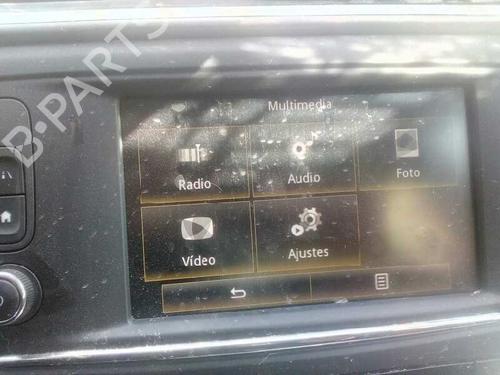 Multimedia
Radio
Audio
Foto
Vídeo
Ajustes
B-PARTS